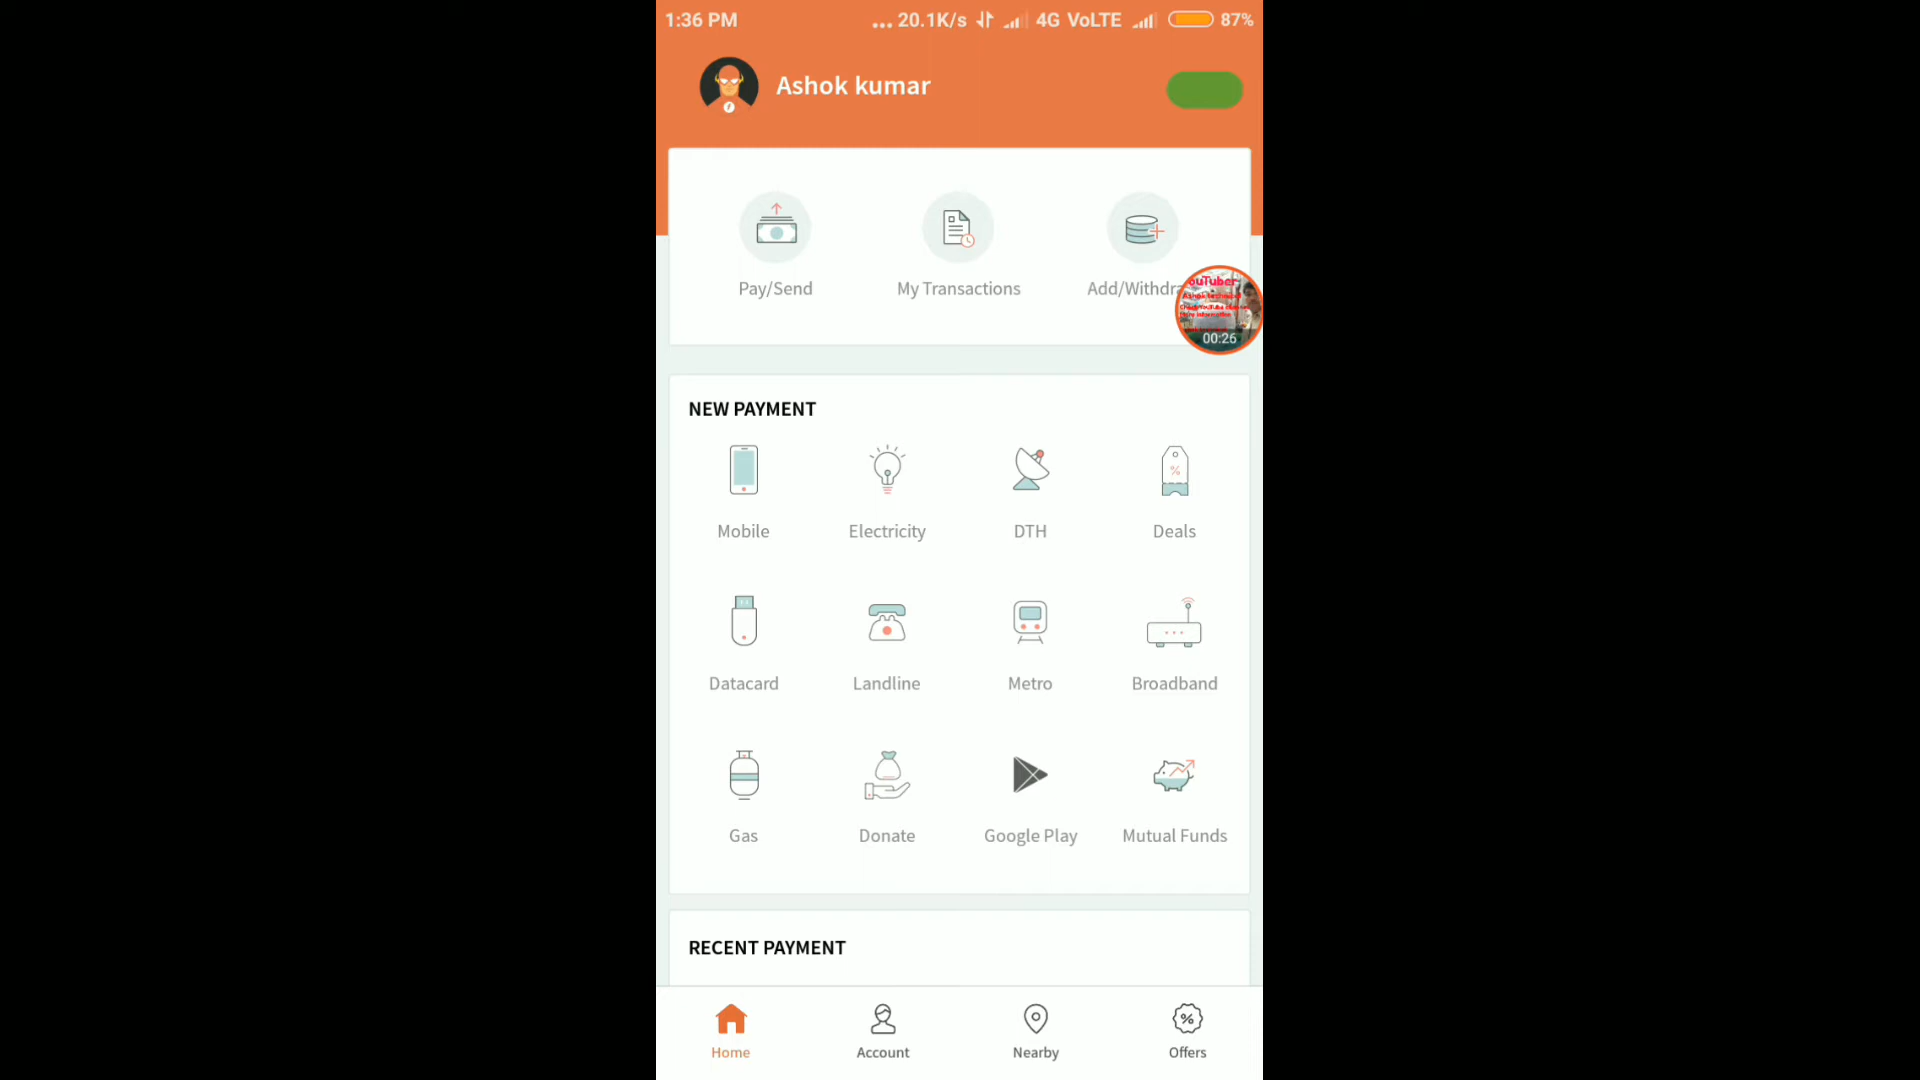 1:36 PM ... 20.1K/s 4G VoLTE 87%
Ashok kumar
Pay/Send My Transactions Add/Withdra
ouTuber
00:26
NEW PAYMENT
Mobile Electricity DTH Deals
%
Datacard Landline Metro Broadband
Gas Donate Google Play Mutual Funds
RECENT PAYMENT
%
Home Account Nearby Offers